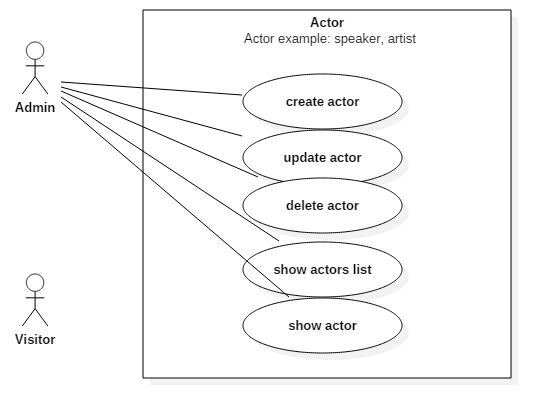 Actor
Actor example: speaker, artist
Admin
create actor
update actor
delete actor
show actors list
show actor
Visitor